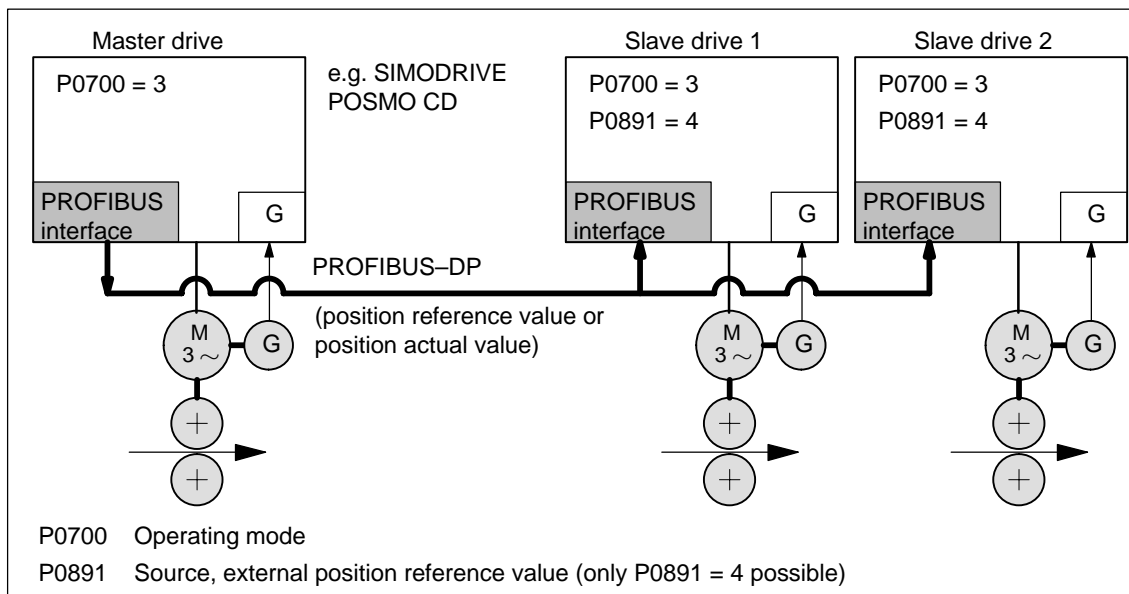 Master drive
Slave drive 1
Slave drive 2
P0700 = 3
e.g. SIMODRIVE
POSMO CD
P0700 = 3
P0891 = 4
P0700 = 3
P0891 = 4
PROFIBUS
interface
G
PROFIBUS
interface
G
PROFIBUS
interface
G
PROFIBUS–DP
(position reference value or
position actual value)
M
3 ~
G
M
3 ~
G
M
3 ~
G
+
+
+
+
+
+
P0700 Operating mode
P0891 Source, external position reference value (only P0891 = 4 possible)